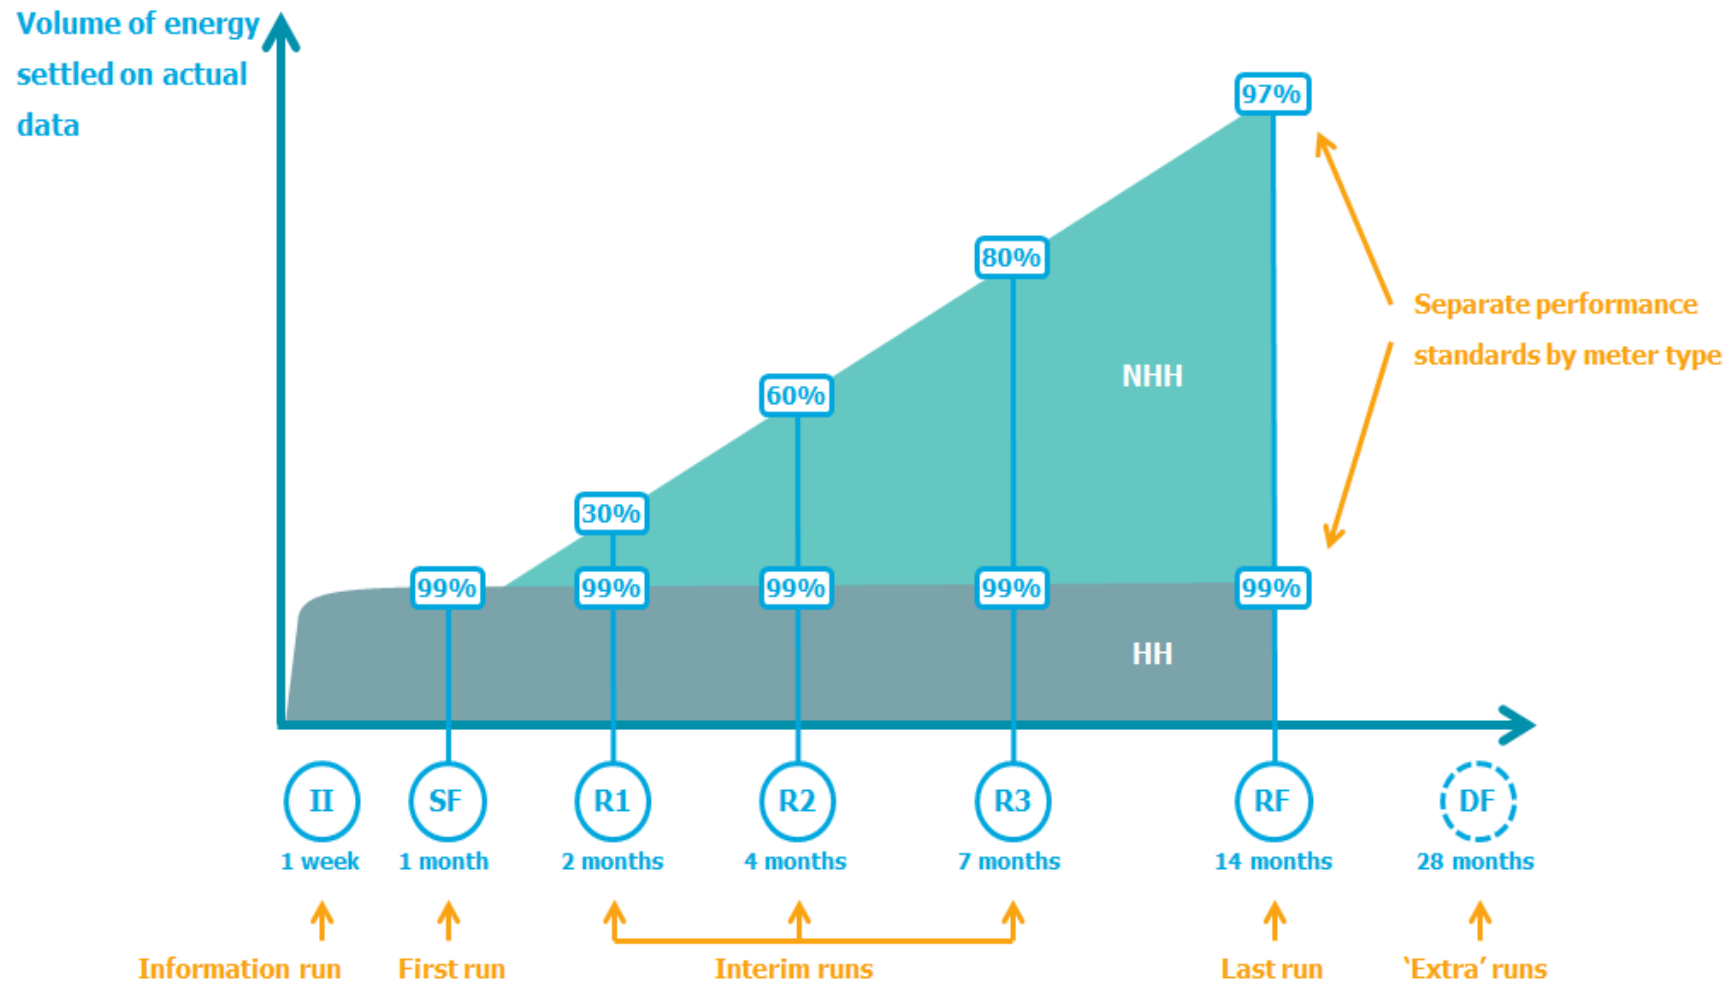 Volume of energy
settled on actual
data
97%
80%
60%
30%
Separate performance
standards by meter type
NHH
99%
99%
99%
99%
99%
HH
II
SF
R1
R2
R3
RF
DF
1 week
1 month
2 months
4 months
7 months
14 months
28 months
Information run
First run
Interim runs
Last run
‘Extra’ runs